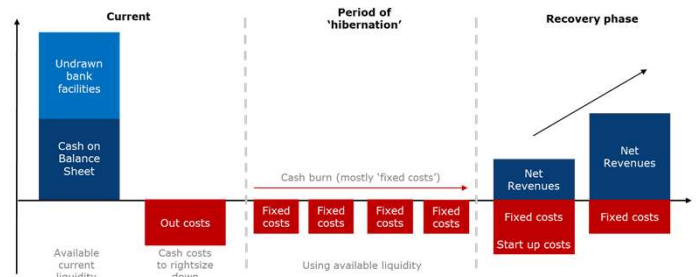 Current
Period of
'hibernation'
Recovery phase
Undrawn
bank
facilities
Cash on
Balance
Sheet
Out costs
Cash burn (mostly 'fixed costs')
Fixed
costs
Fixed
costs
Fixed
costs
Fixed
costs
Net
Revenues
Fixed costs
Start up costs
Net
Revenues
Fixed costs
Available
current
liquidity
Cash costs
to rightsize
down
Using available liquidity